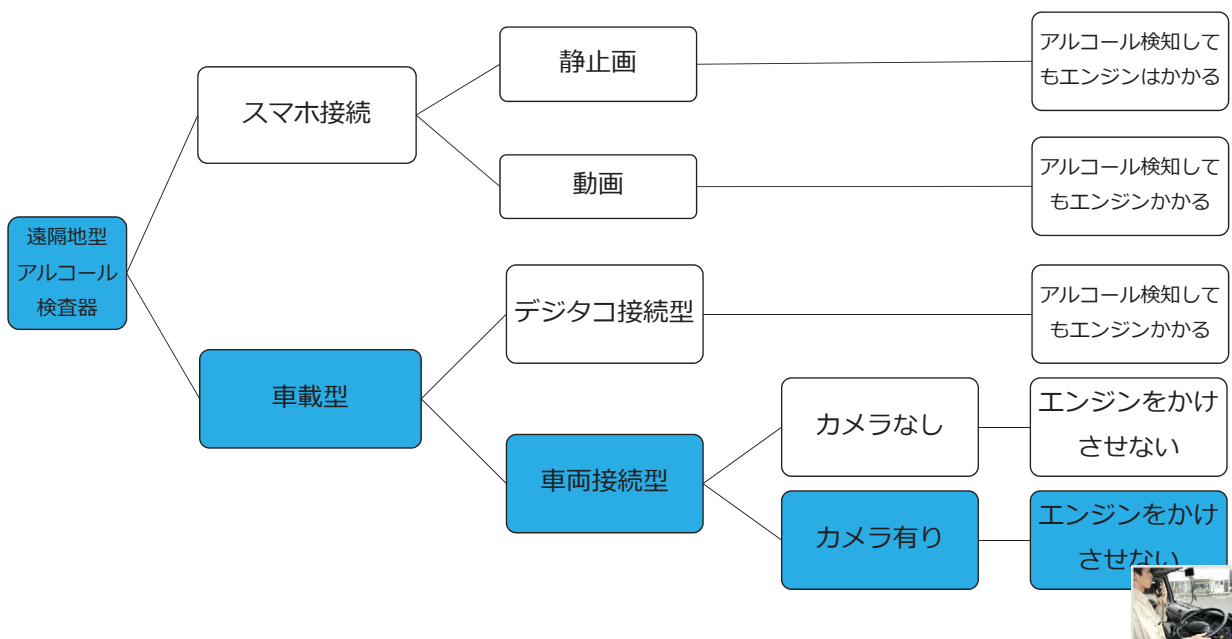 遠隔地型
アルコール
検査器
スマホ接続
静止画
アルコール検知して
もエンジンはかかる
動画
アルコール検知して
もエンジンかかる
車載型
デジタコ接続型
アルコール検知して
もエンジンかかる
車両接続型
カメラなし
エンジンをかけ
させない
カメラ有り
エンジンをかけ
させない